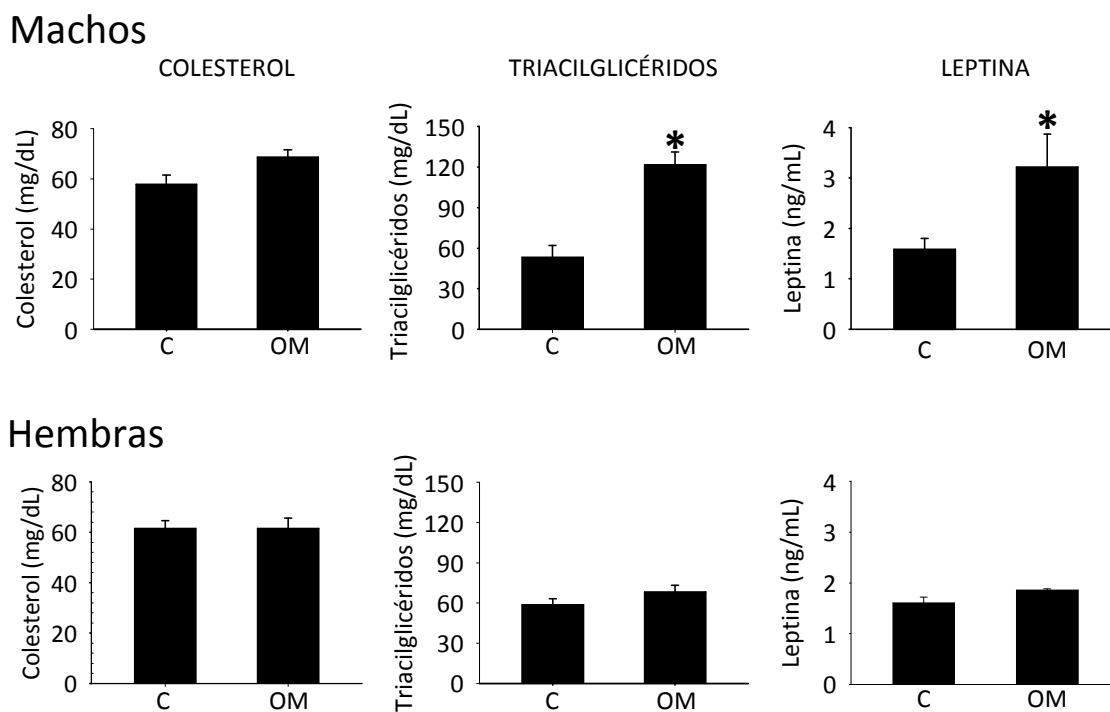 Machos
COLESTEROL
TRIACILGLICÉRIDOS
LEPTINA
Colesterol (mg/dL)
80
60
40
20
0
C
OM
Triacilglicéridos (mg/dL)
150
120
90
60
30
0
*
C
OM
Leptina (ng/mL)
4
3
2
1
0
*
C
OM
Hembras
Colesterol (mg/dL)
80
60
40
20
0
C
OM
Triacilglicéridos (mg/dL)
150
120
90
60
30
0
C
OM
Leptina (ng/mL)
4
3
2
1
0
C
OM